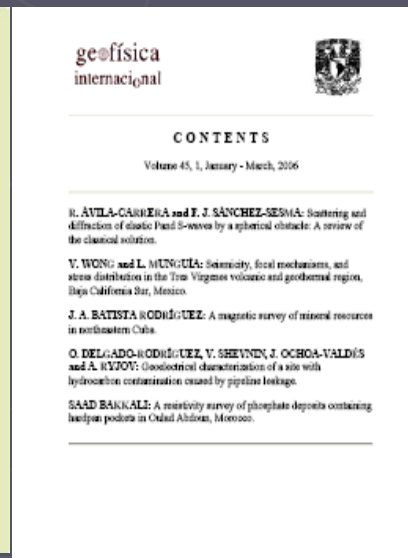 geofísica
internacional
CONTENTS
Volume 45, 1, January - March, 2006
R. ÁVILA-CARRERA and F. J. SÁNCHEZ-SESMA: Scattering and
diffraction of elastic P and S-waves by a spherical obstacle: A review of
the classical solution.
V. WONG and L. MUNGUÍA: Seismicity, focal mechanisms, and
stress distribution in the Tres Vírgenes volcanic and geothermal region,
Baja California Sur, Mexico.
J. A. BATISTA RODRÍGUEZ: A magnetic survey of mineral resources
in northeastern Cuba.
O. DELGADO-RODRÍGUEZ, V. SHEVNIN, J. OCHOA-VALDÉS
and A. RYJOV: Geoelectrical characterization of a site with
hydrocarbon contamination caused by pipeline leakage.
SAAD BAKKALI: A resistivity survey of phosphate deposits containing
hardpan pockets in Oulad Abdoun, Morocco.